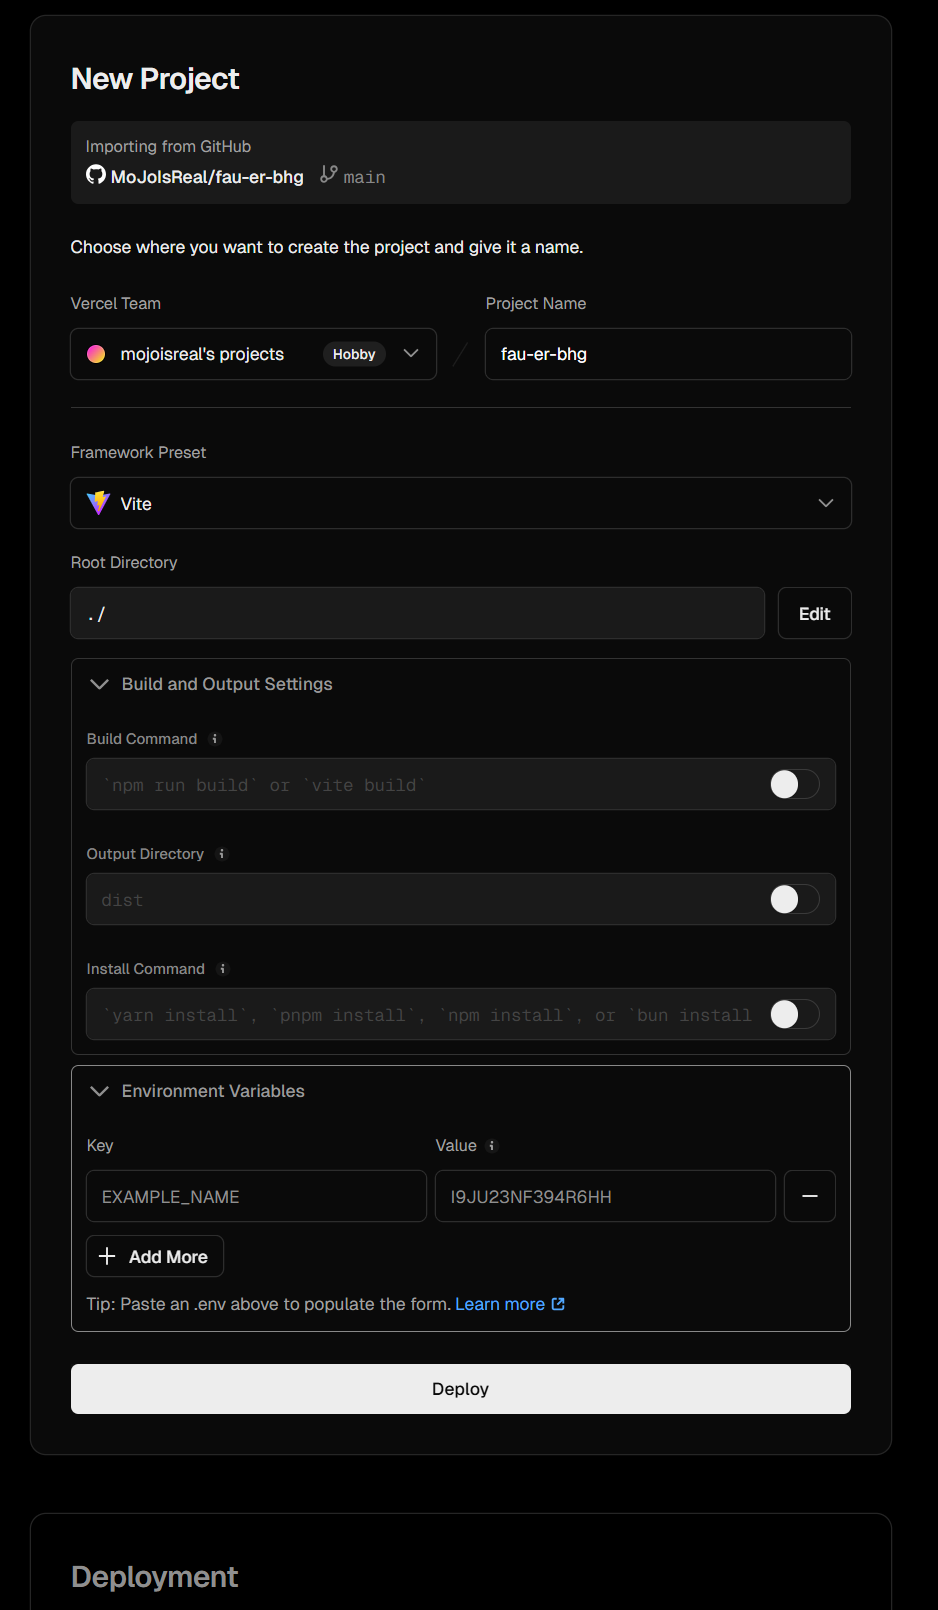 New Project
Importing from GitHub
MoJoIsReal/fau-er-bhg main
Choose where you want to create the project and give it a name.
Vercel Team
Project Name
mojoisreal's projects Hobby
/
fau-er-bhg
Framework Preset
Vite
Root Directory
./
Edit
Build and Output Settings
Build Command
`npm run build` or `vite build`
Output Directory
dist
Install Command
`yarn install`, `pnpm install`, `npm install`, or `bun install
Environment Variables
Key
Value
EXAMPLE_NAME
I9JU23NF394R6HH
Add More
Tip: Paste an .env above to populate the form. Learn more
Deploy
Deployment